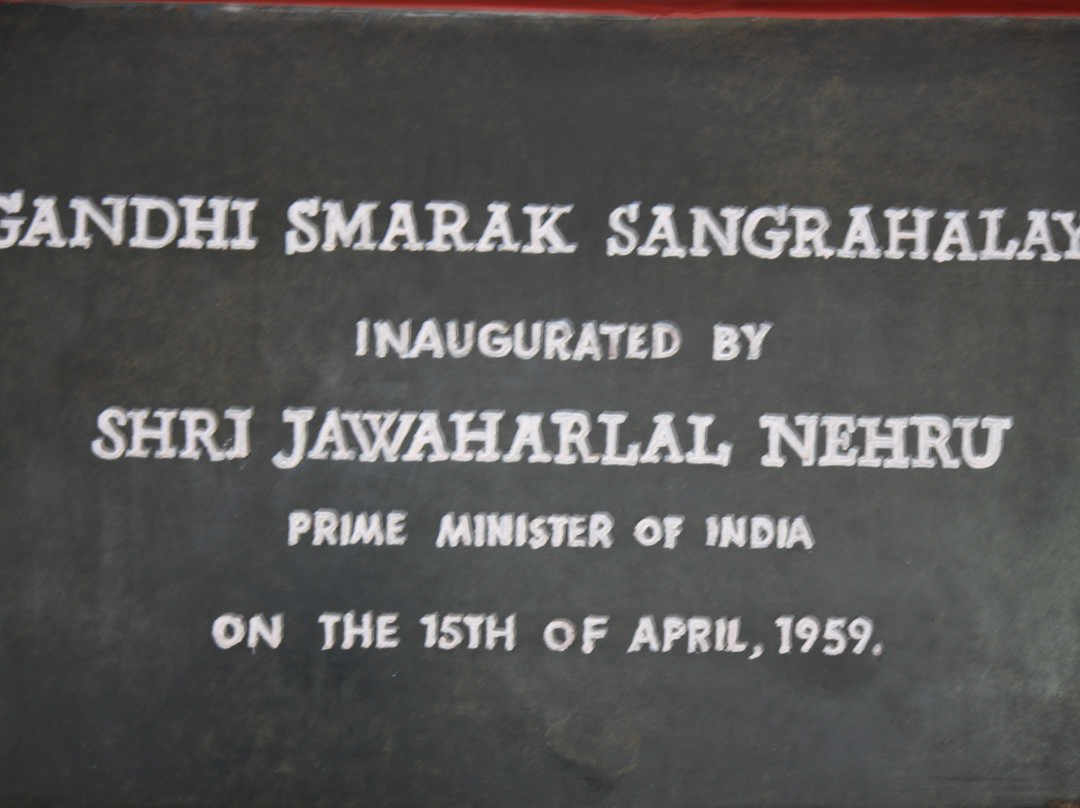 GANDHI SMARAK SANGRAHALAY
INAUGURATED BY
SHRI JAWAHARLAL NEHRU
PRIME MINISTER OF INDIA
ON THE 15TH OF APRIL, 1959.